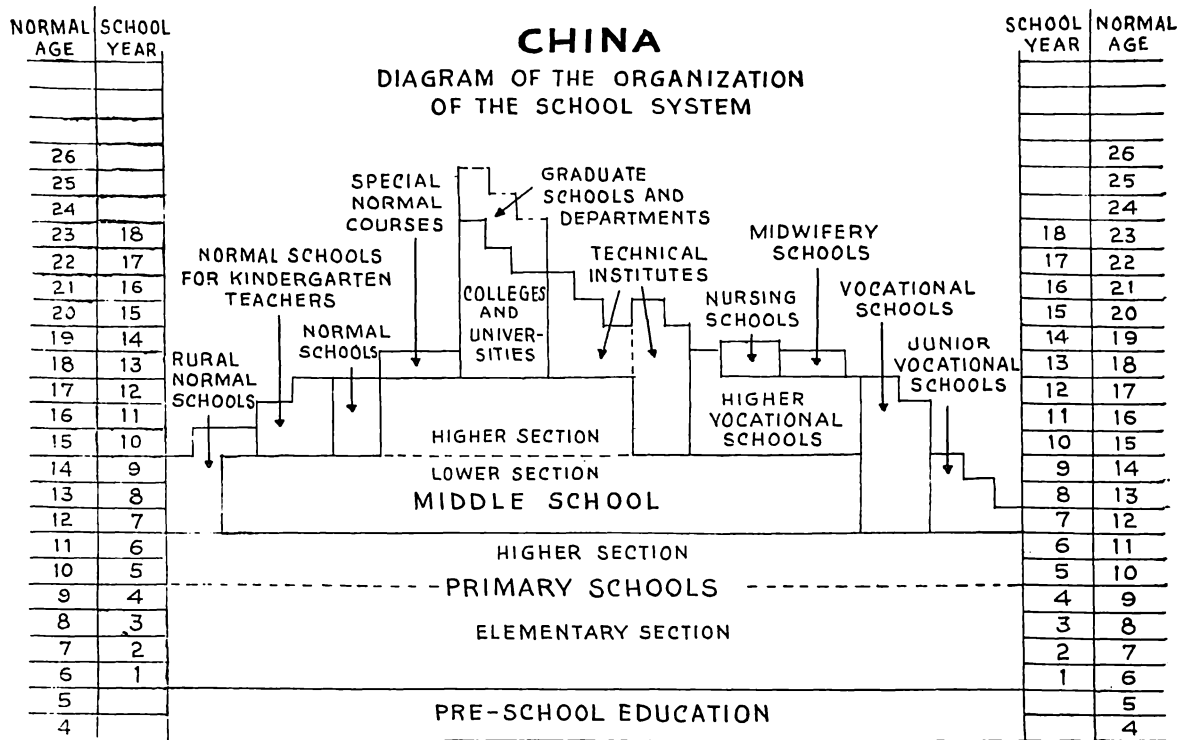 CHINA
DIAGRAM OF THE ORGANIZATION
OF THE SCHOOL SYSTEM
NORMAL AGE
SCHOOL YEAR
26
25
24
23 18
22 17
21 16
20 15
19 14
18 13
17 12
16 11
15 10
14 9
13 8
12 7
11 6
10 5
9 4
8 3
7 2
6 1
5
4
RURAL
NORMAL
SCHOOLS
NORMAL SCHOOLS
FOR KINDERGARTEN
TEACHERS
NORMAL
SCHOOLS
SPECIAL
NORMAL
COURSES
GRADUATE
SCHOOLS AND
DEPARTMENTS
COLLEGES
AND
UNIVER-
SITIES
TECHNICAL
INSTITUTES
NURSING
SCHOOLS
MIDWIFERY
SCHOOLS
VOCATIONAL
SCHOOLS
JUNIOR
VOCATIONAL
SCHOOLS
HIGHER
VOCATIONAL
SCHOOLS
HIGHER SECTION
LOWER SECTION
MIDDLE SCHOOL
HIGHER SECTION
PRIMARY SCHOOLS
ELEMENTARY SECTION
PRE-SCHOOL EDUCATION
SCHOOL YEAR
NORMAL AGE
26
25
24
18 23
17 22
16 21
15 20
14 19
13 18
12 17
11 16
10 15
9 14
8 13
7 12
6 11
5 10
4 9
3 8
2 7
1 6
5
4